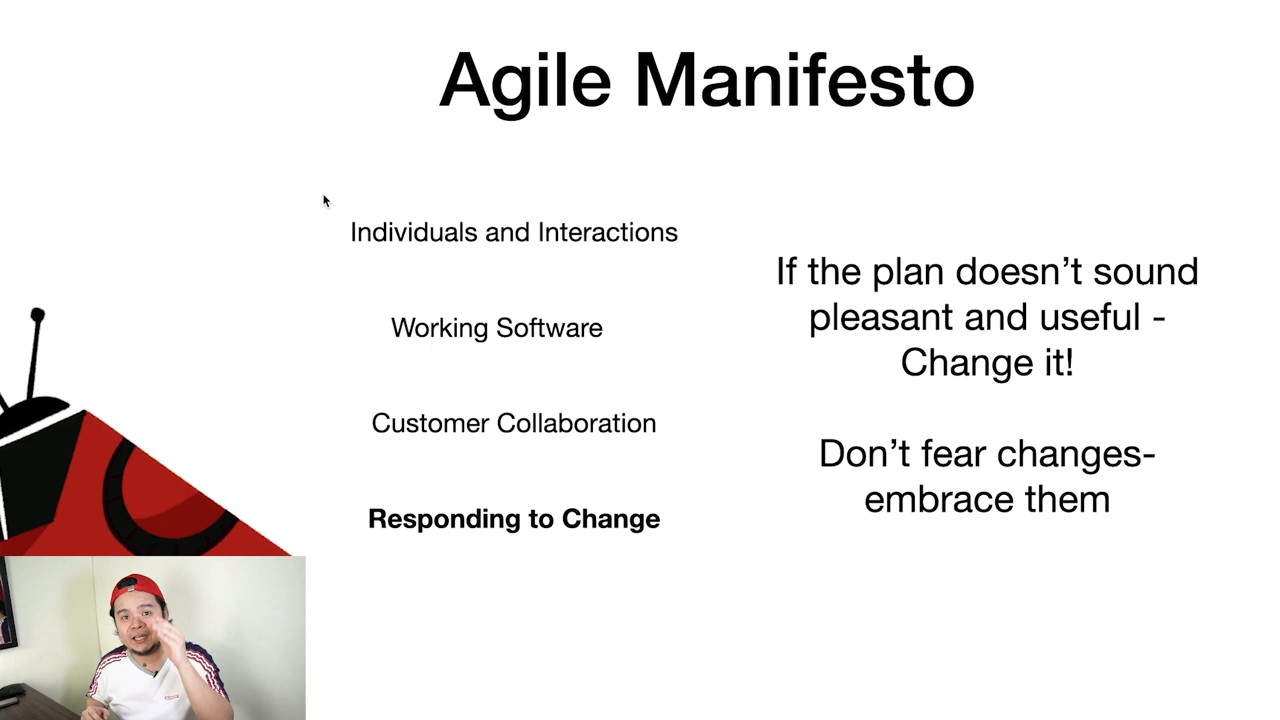 Agile Manifesto
Individuals and Interactions
Working Software
Customer Collaboration
Responding to Change
If the plan doesn’t sound
pleasant and useful -
Change it!
Don’t fear changes-
embrace them